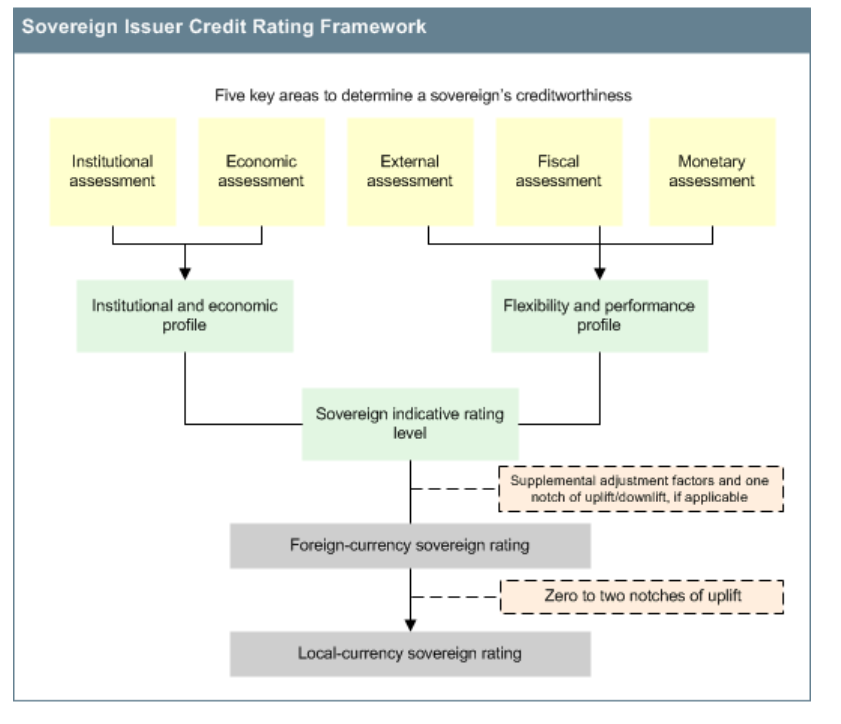 Sovereign Issuer Credit Rating Framework
Five key areas to determine a sovereign's creditworthiness
Institutional
assessment
Economic
assessment
External
assessment
Fiscal
assessment
Monetary
assessment
Institutional and economic
profile
Flexibility and performance
profile
Sovereign indicative rating
level
Supplemental adjustment factors and one
notch of uplift/downlift, if applicable
Foreign-currency sovereign rating
Zero to two notches of uplift
Local-currency sovereign rating